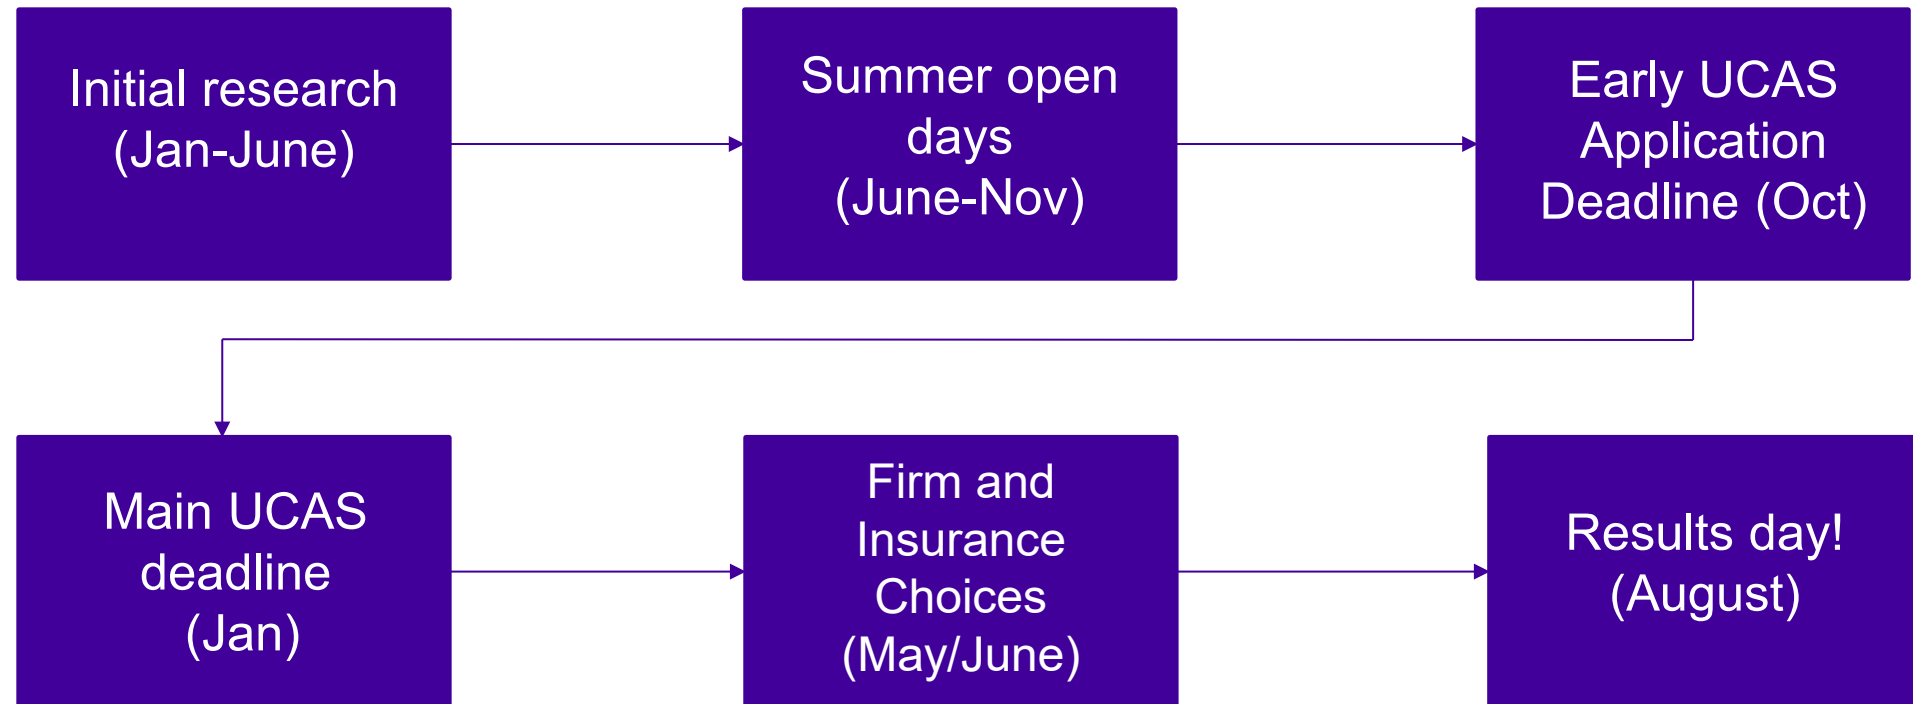 Initial research
(Jan-June)
Summer open
days
(June-Nov)
Early UCAS
Application
Deadline (Oct)
Main UCAS
deadline
(Jan)
Firm and
Insurance
Choices
(May/June)
Results day!
(August)